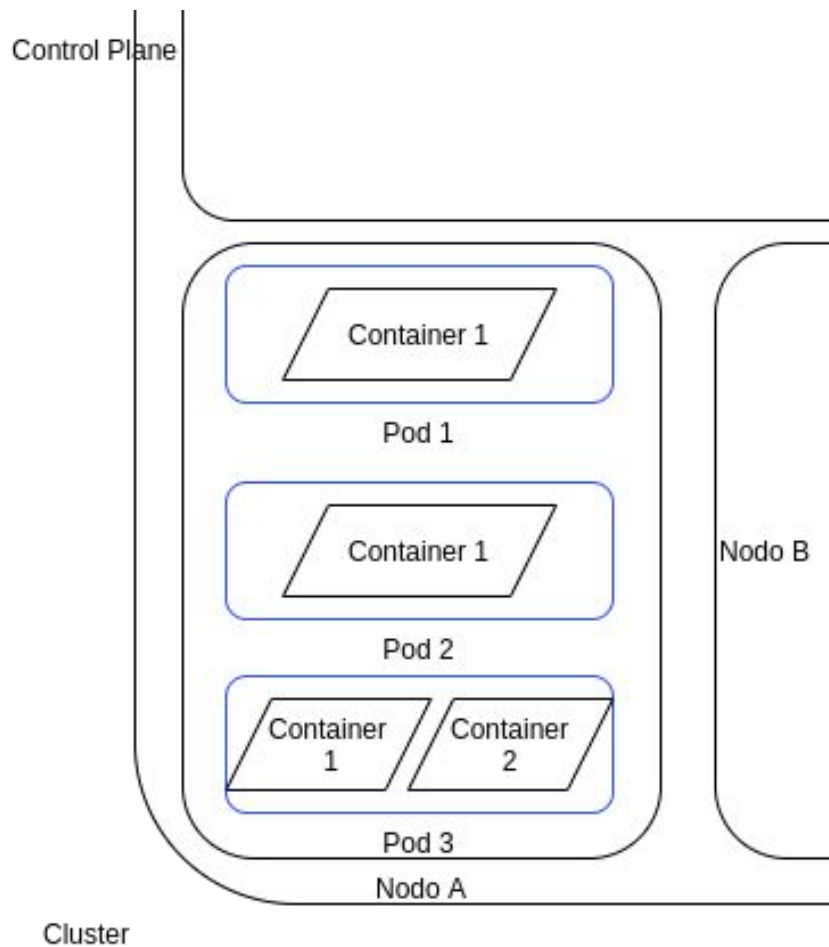 Control Plane
Container 1
Pod 1
Container 1
Pod 2
Container
1
Container
2
Pod 3
Nodo A
Nodo B
Cluster